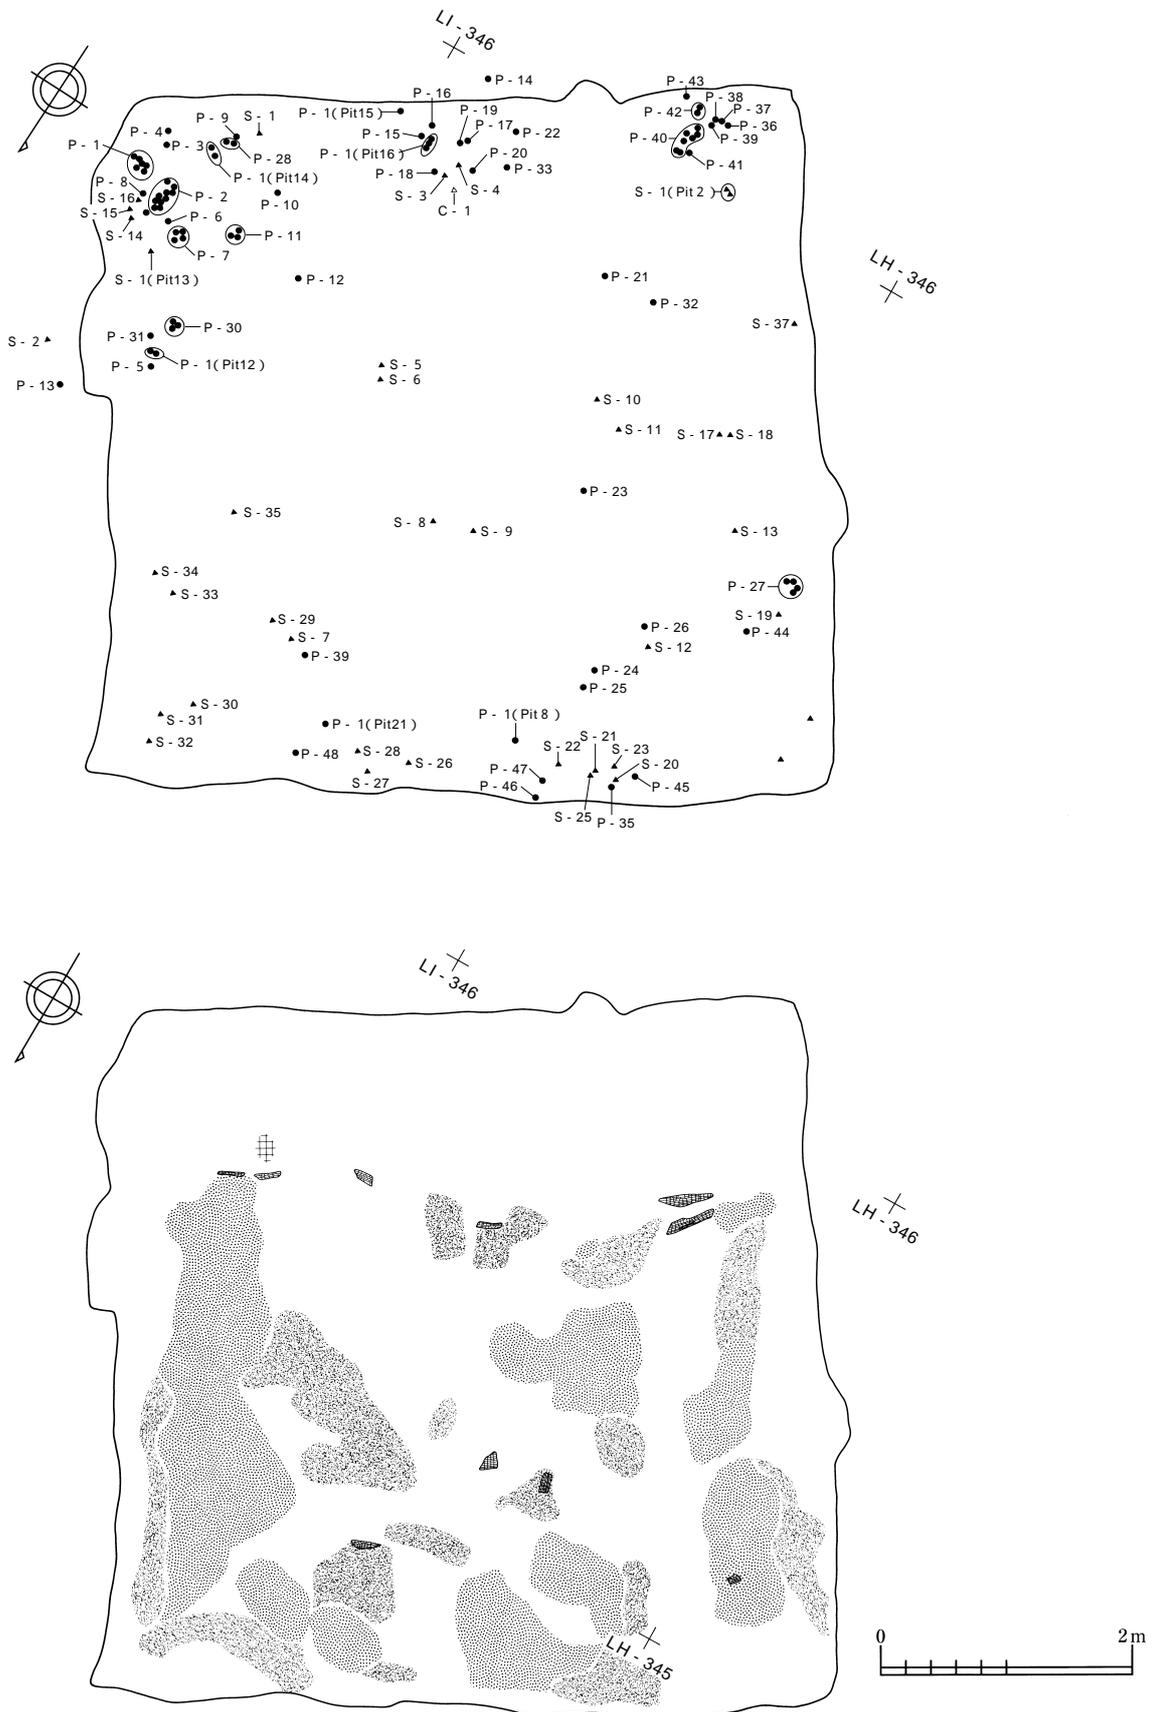 LI - 346
P - 14
P - 43
P - 16
P - 38
P - 1(Pit15)
P - 19
P - 42
P - 37
P - 9
S - 1
P - 17
P - 36
P - 4
P - 15
P - 22
P - 40
P - 39
P - 1
P - 3
P - 1(Pit16)
P - 20
P - 28
P - 41
P - 18
P - 33
P - 1(Pit14)
P - 8
S - 3
S - 4
S - 1(Pit2)
S - 16
P - 2
P - 10
C - 1
S - 15
P - 6
S - 14
P - 11
P - 7
LH - 346
S - 1(Pit13)
P - 12
P - 21
P - 32
P - 30
S - 37
P - 31
S - 2
P - 5
P - 1(Pit12)
S - 5
P - 13
S - 6
S - 10
S - 11
S - 17
S - 18
P - 23
S - 35
S - 8
S - 9
S - 13
S - 34
P - 27
S - 33
S - 29
S - 19
P - 26
P - 44
S - 7
S - 12
P - 39
P - 24
P - 25
S - 30
P - 1(Pit8)
S - 31
P - 1(Pit21)
S - 32
S - 21
S - 22
S - 23
P - 48
S - 28
S - 26
S - 20
P - 47
S - 27
P - 46
P - 45
S - 25
P - 35
LI - 346
LH - 346
LH - 345
0 2m